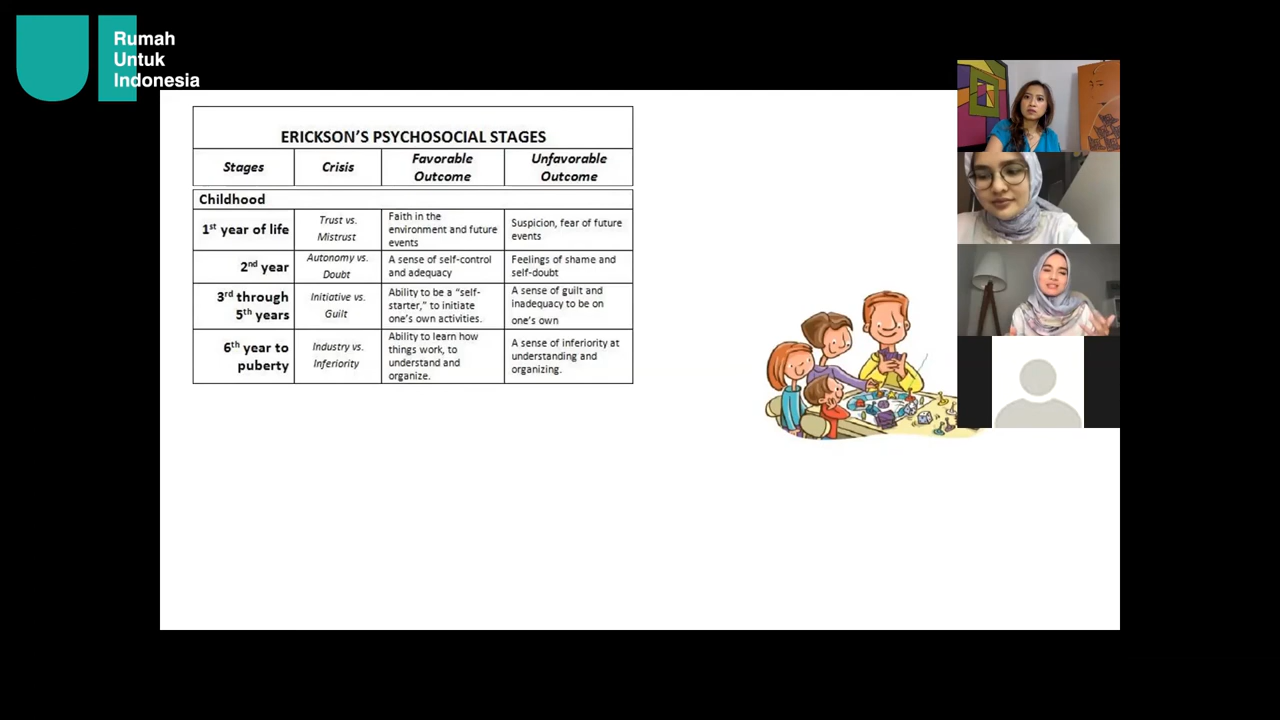 Rumah
Untuk
Indonesia
ERICKSON'S PSYCHOSOCIAL STAGES
Stages
Crisis
Favorable
Outcome
Unfavorable
Outcome
Childhood
1st year of life
Trust vs.
Mistrust
Faith in the
environment and future
events
Suspicion, fear of future
events
2nd year
Autonomy vs.
Doubt
A sense of self-control
and adequacy
Feelings of shame and
self-doubt
3rd through
5th years
Initiative vs.
Guilt
Ability to be a “self-
starter,” to initiate
one's own activities.
A sense of guilt and
inadequacy to be on
one's own
6th year to
puberty
Industry vs.
Inferiority
Ability to learn how
things work, to
understand and
organize.
A sense of inferiority at
understanding and
organizing.